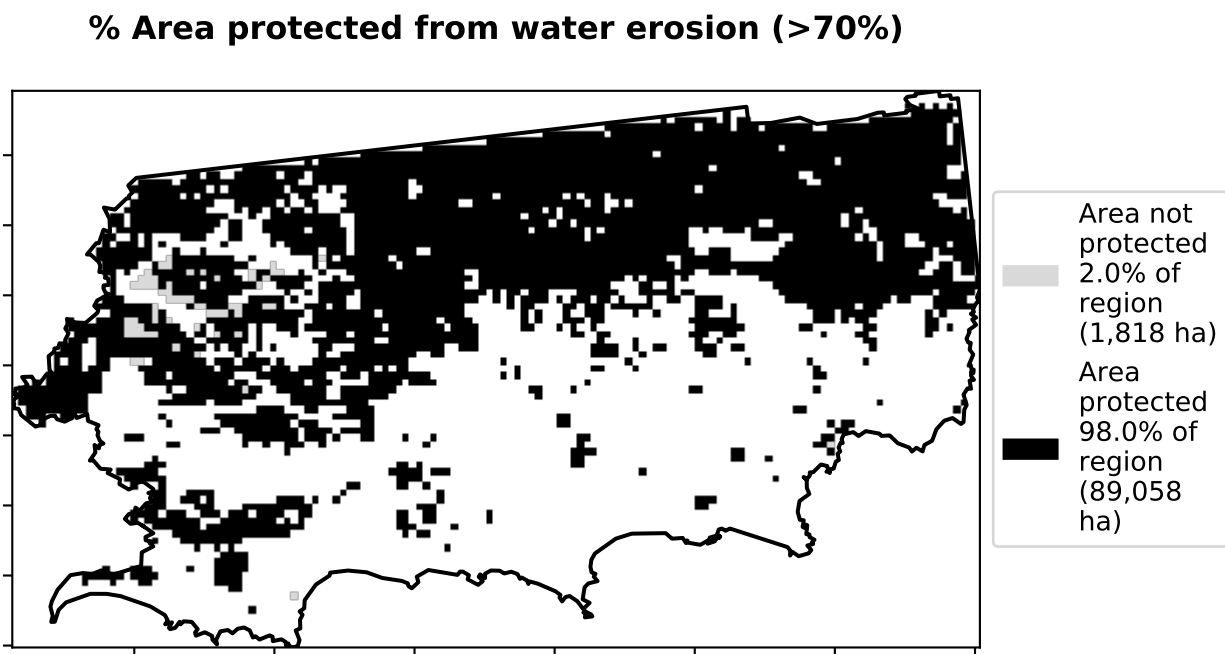 % Area protected from water erosion (>70%)
Area not
protected
2.0% of
region
(1,818 ha)
Area
protected
98.0% of
region
(89,058
ha)